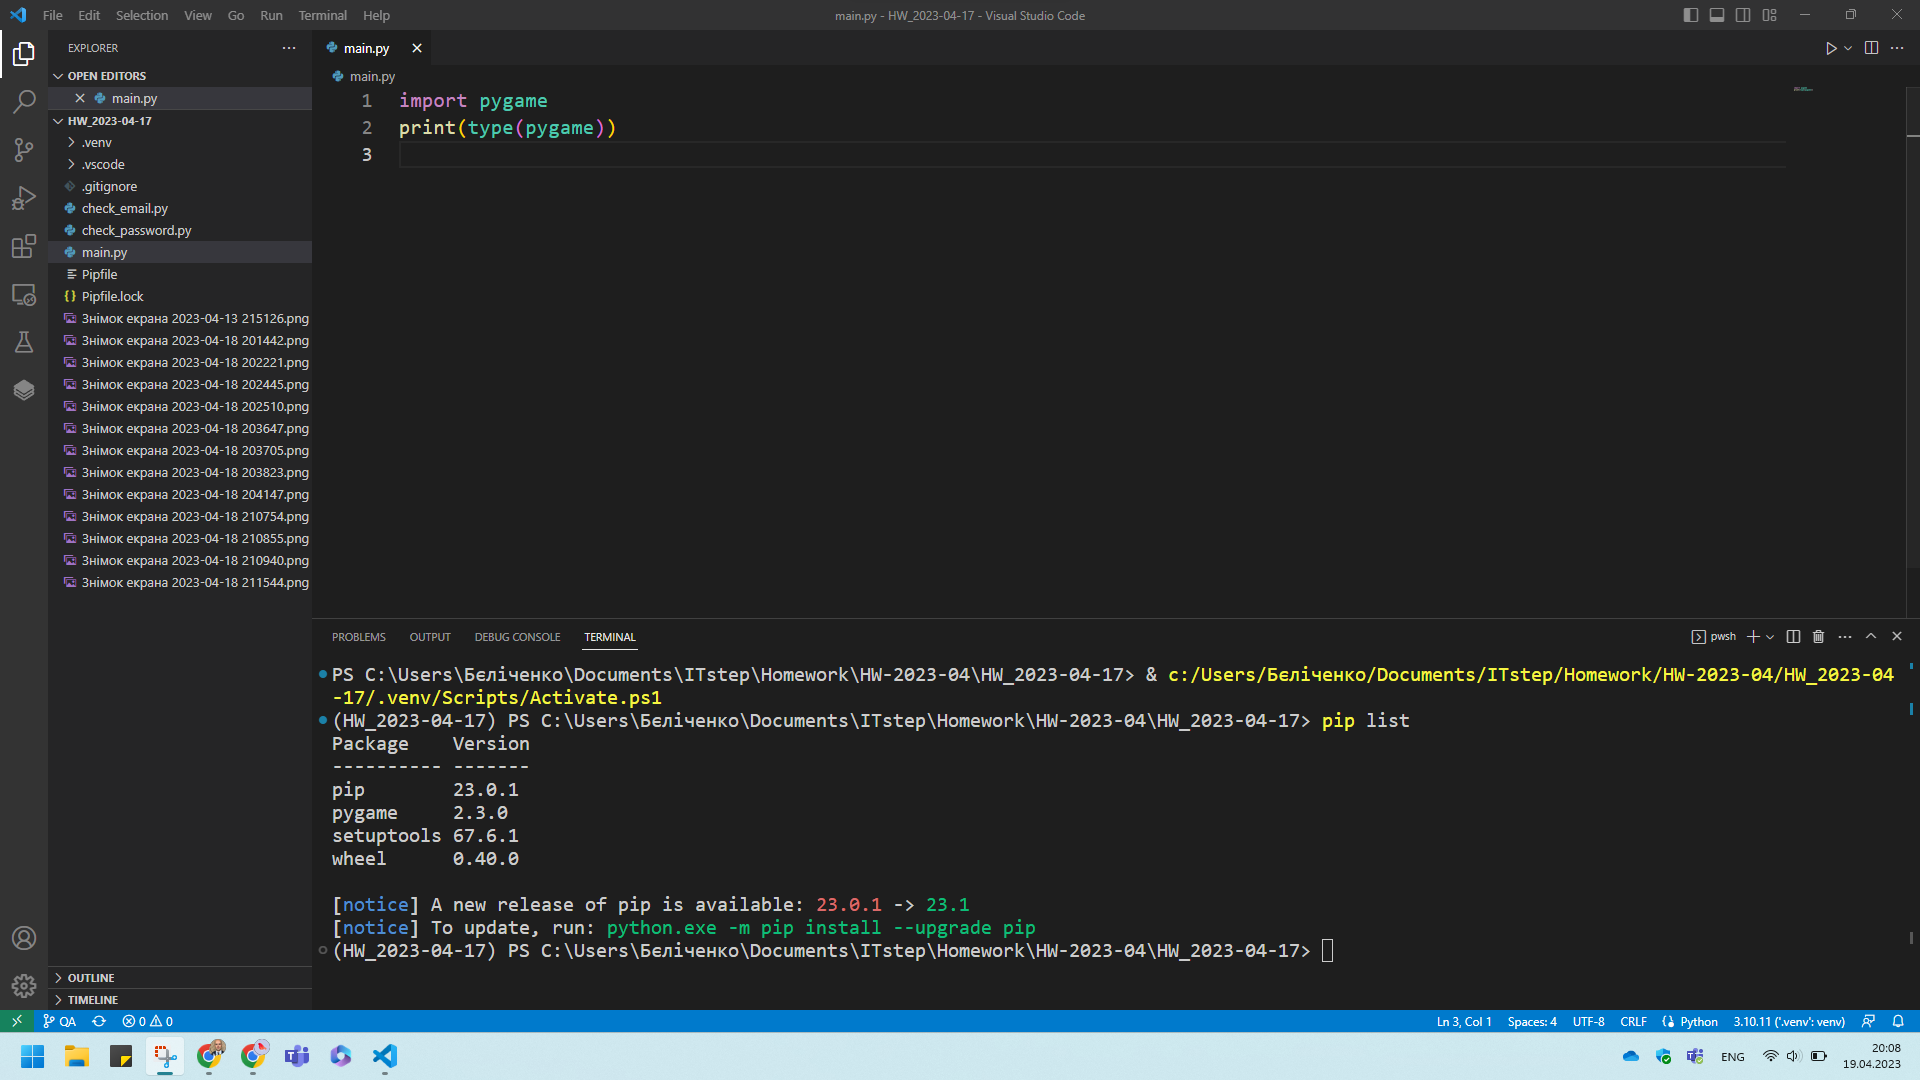 File Edit Selection View Go Run Terminal Help
main.py - HW_2023-04-17 - Visual Studio Code
EXPLORER
OPEN EDITORS
main.py
HW_2023-04-17
.venv
.vscode
.gitignore
check_email.py
check_password.py
main.py
Pipfile
Pipfile.lock
Знімок екрана 2023-04-13 215126.png
Знімок екрана 2023-04-18 201442.png
Знімок екрана 2023-04-18 202221.png
Знімок екрана 2023-04-18 202445.png
Знімок екрана 2023-04-18 202510.png
Знімок екрана 2023-04-18 203647.png
Знімок екрана 2023-04-18 203705.png
Знімок екрана 2023-04-18 203823.png
Знімок екрана 2023-04-18 204147.png
Знімок екрана 2023-04-18 210754.png
Знімок екрана 2023-04-18 210855.png
Знімок екрана 2023-04-18 210940.png
Знімок екрана 2023-04-18 211544.png
OUTLINE
TIMELINE
main.py
main.py
1 import pygame
2 print(type(pygame))
3
PROBLEMS OUTPUT DEBUG CONSOLE TERMINAL
pwsh
PS C:\Users\Бєліченко\Documents\ITstep\Homework\HW-2023-04\HW_2023-04-17> & c:/Users/Бєліченко/Documents/ITstep/Homework/HW-2023-04/HW_2023-04
-17/.venv/Scripts/Activate.ps1
(HW_2023-04-17) PS C:\Users\Бєліченко\Documents\ITstep\Homework\HW-2023-04\HW_2023-04-17> pip list
Package    Version
---------- -------
pip        23.0.1
pygame     2.3.0
setuptools 67.6.1
wheel      0.40.0
[notice] A new release of pip is available: 23.0.1 -> 23.1
[notice] To update, run: python.exe -m pip install --upgrade pip
(HW_2023-04-17) PS C:\Users\Бєліченко\Documents\ITstep\Homework\HW-2023-04\HW_2023-04-17>
QA 0 0
Ln 3, Col 1 Spaces: 4 UTF-8 CRLF Python 3.10.11 ('.venv': venv)
ENG
20:08
19.04.2023